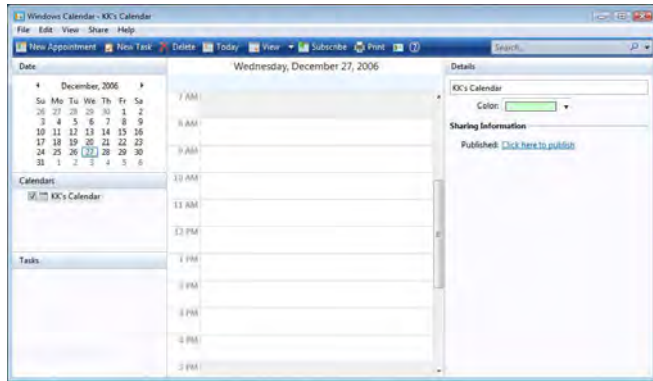 Windows Calendar - KK's Calendar
File Edit View Share Help
New Appointment New Task Delete Today View Subscribe Print Search...
Date
December, 2006
Su Mo Tu We Th Fr Sa
26 27 28 29 30 1 2
3 4 5 6 7 8 9
10 11 12 13 14 15 16
17 18 19 20 21 22 23
24 25 26 27 28 29 30
31 1 2 3 4 5 6
Calendars
KK's Calendar
Tasks
Wednesday, December 27, 2006
7 AM
8 AM
9 AM
10 AM
11 AM
12 PM
1 PM
2 PM
3 PM
4 PM
5 PM
Details
KK's Calendar
Color:
Sharing Information
Published: Click here to publish